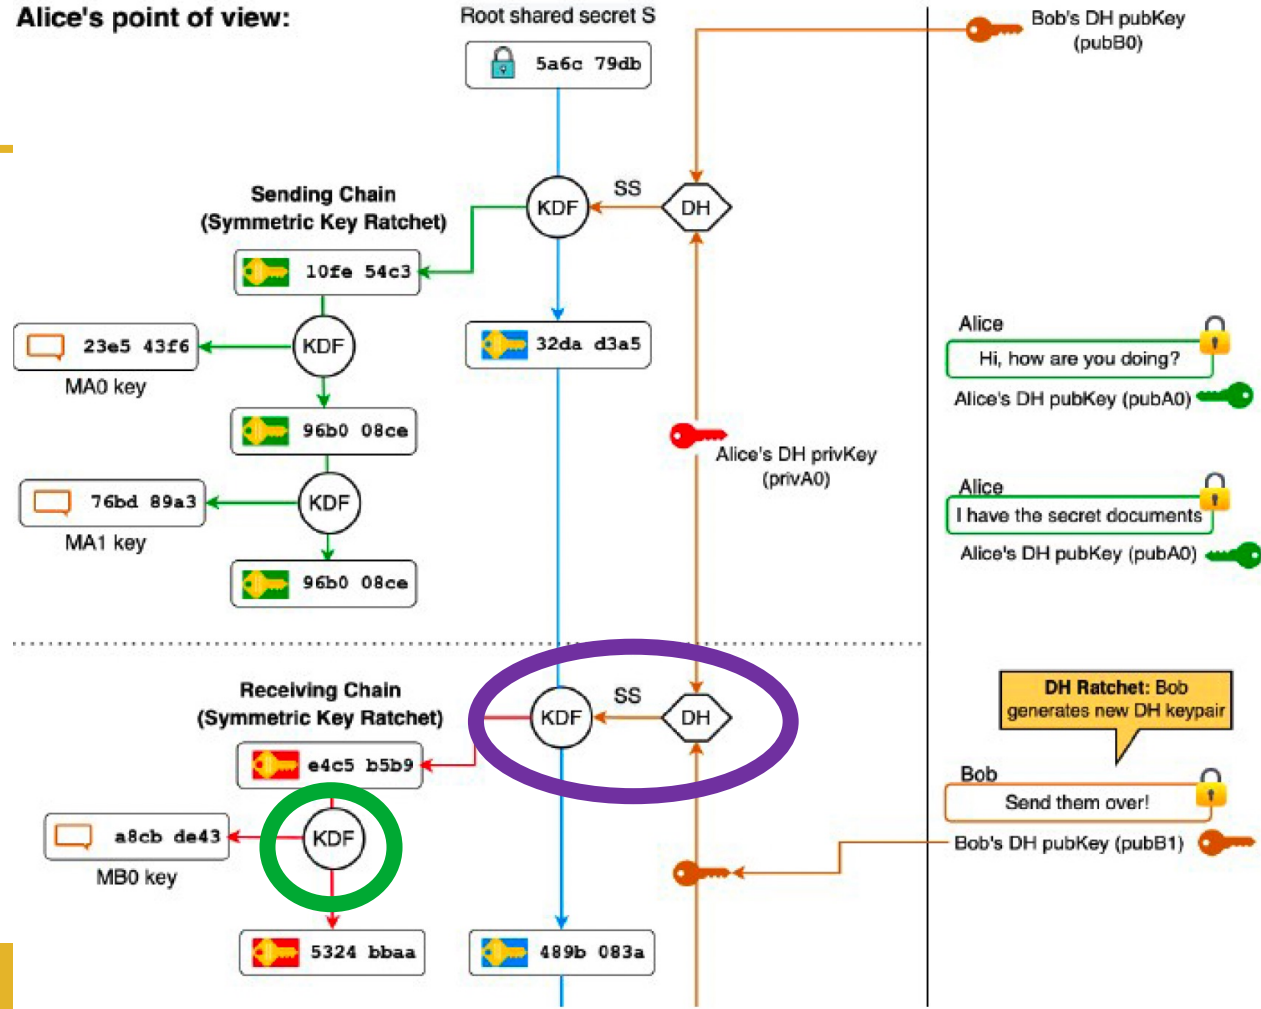 Alice's point of view:
Root shared secret S
5a6c 79db
Bob's DH pubKey
(pubB0)
Sending Chain
(Symmetric Key Ratchet)
KDF
SS
DH
10fe 54c3
KDF
23e5 43f6
MA0 key
32da d3a5
96b0 08ce
KDF
76bd 89a3
MA1 key
96b0 08ce
Alice's DH privKey
(privA0)
Alice
Hi, how are you doing?
Alice's DH pubKey (pubA0)
Alice
I have the secret documents
Alice's DH pubKey (pubA0)
Receiving Chain
(Symmetric Key Ratchet)
KDF
SS
DH
e4c5 b5b9
KDF
a8cb de43
MB0 key
5324 bbaa
489b 083a
DH Ratchet: Bob
generates new DH keypair
Bob
Send them over!
Bob's DH pubKey (pubB1)